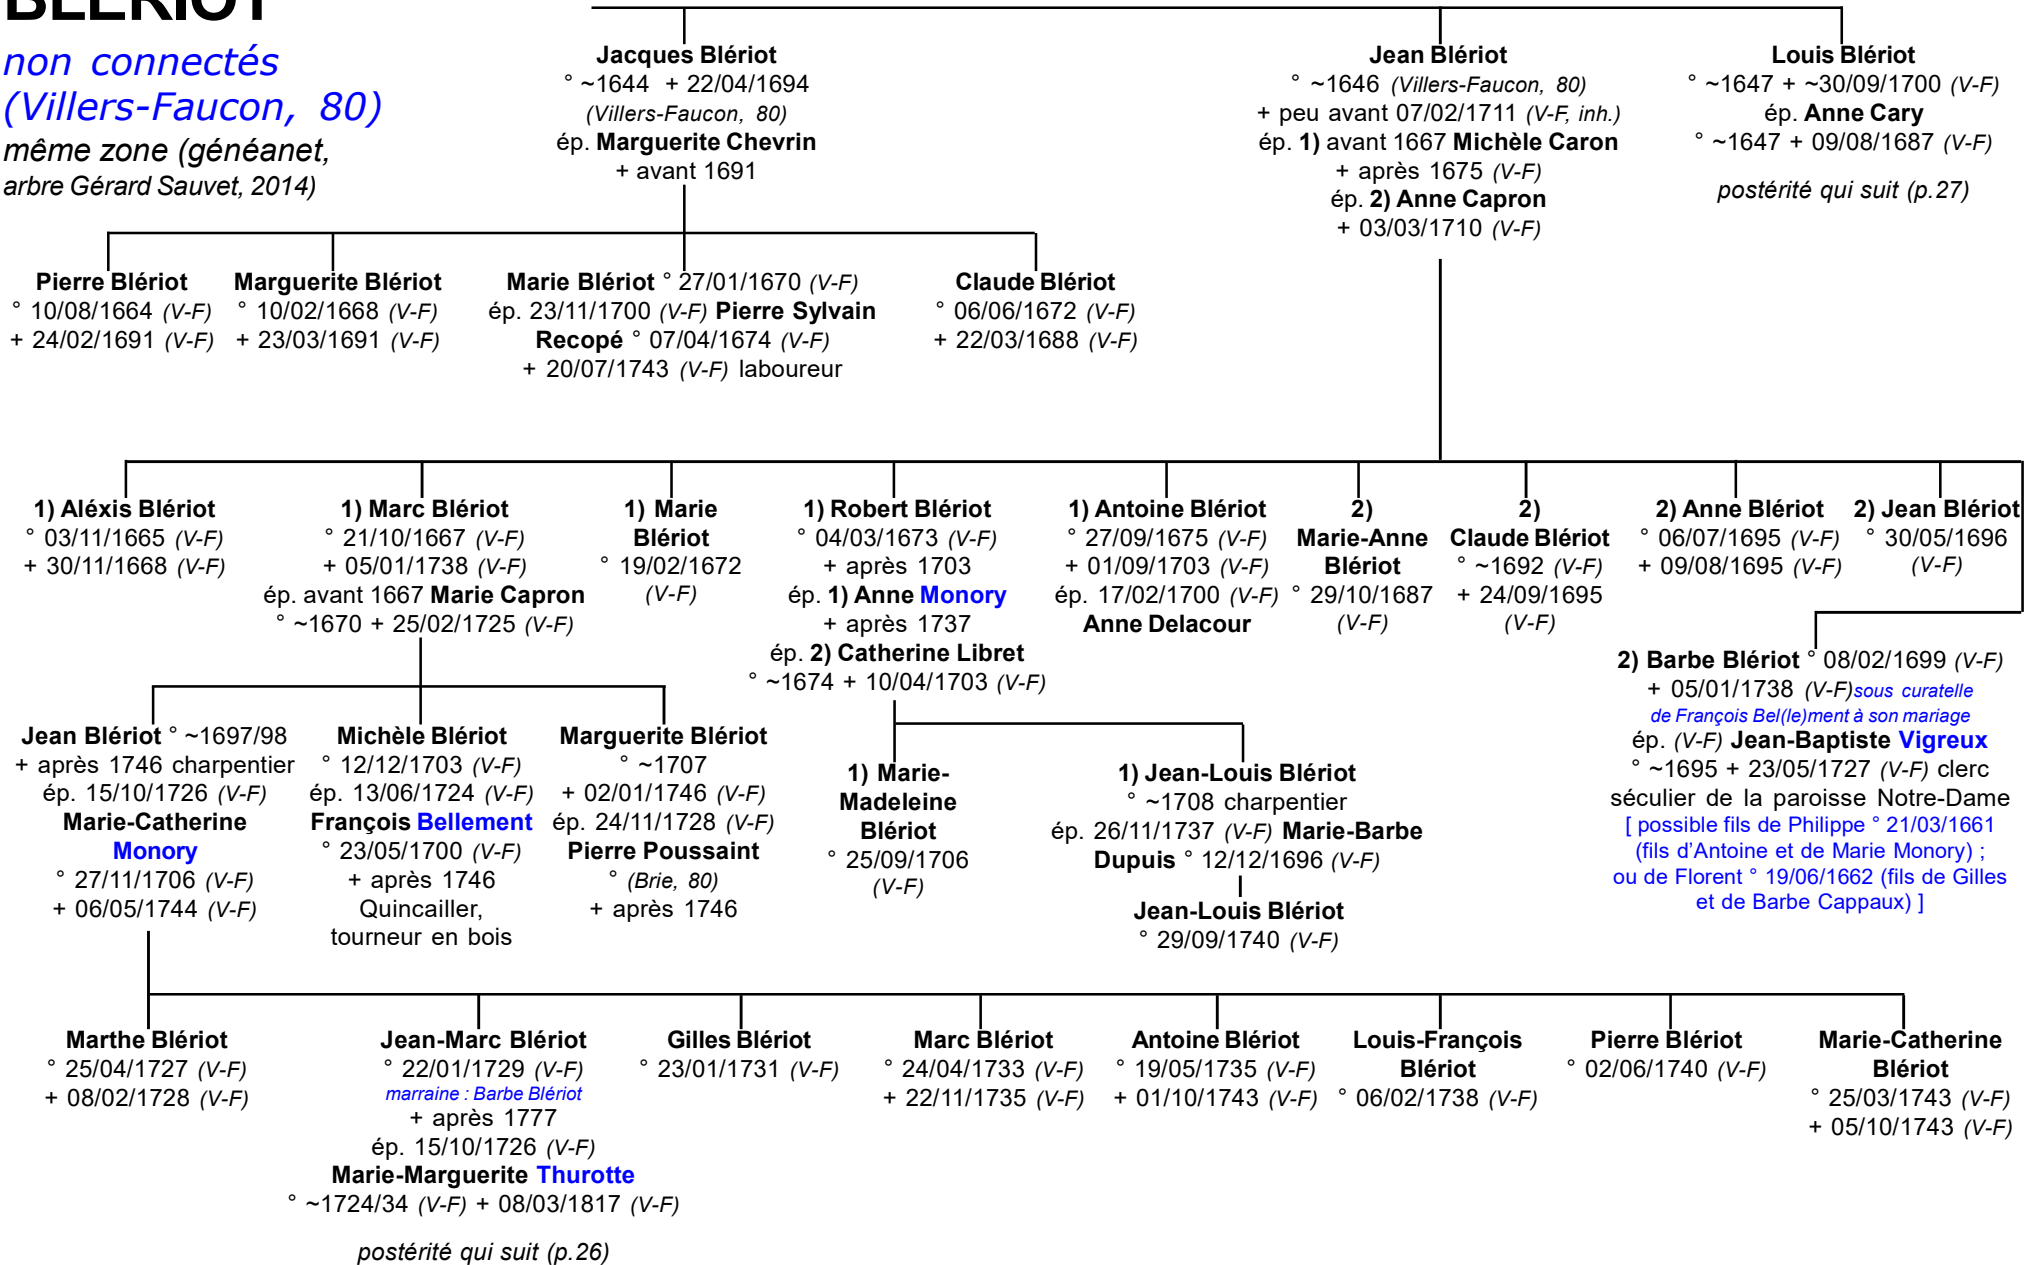 BLÉRIOT
non connectés
(Villers-Faucon, 80)
même zone (généanet,
arbre Gérard Sauvet, 2014)
Jacques Blériot
° ~1644 + 22/04/1694
(Villers-Faucon, 80)
ép. Marguerite Chevrin
+ avant 1691
Jean Blériot
° ~1646 (Villers-Faucon, 80)
+ peu avant 07/02/1711 (V-F, inh.)
ép. 1) avant 1667 Michèle Caron
+ après 1675 (V-F)
ép. 2) Anne Capron
+ 03/03/1710 (V-F)
Louis Blériot
° ~1647 + ~30/09/1700 (V-F)
ép. Anne Cary
° ~1647 + 09/08/1687 (V-F)
postérité qui suit (p.27)
Pierre Blériot
° 10/08/1664 (V-F)
+ 24/02/1691 (V-F)
Marguerite Blériot
° 10/02/1668 (V-F)
+ 23/03/1691 (V-F)
Marie Blériot ° 27/01/1670 (V-F)
ép. 23/11/1700 (V-F) Pierre Sylvain
Recopé ° 07/04/1674 (V-F)
+ 20/07/1743 (V-F) laboureur
Claude Blériot
° 06/06/1672 (V-F)
+ 22/03/1688 (V-F)
1) Aléxis Blériot
° 03/11/1665 (V-F)
+ 30/11/1668 (V-F)
1) Marc Blériot
° 21/10/1667 (V-F)
+ 05/01/1738 (V-F)
ép. avant 1667 Marie Capron
° ~1670 + 25/02/1725 (V-F)
1) Marie
Blériot
° 19/02/1672
(V-F)
1) Robert Blériot
° 04/03/1673 (V-F)
+ après 1703
ép. 1) Anne Monory
+ après 1737
ép. 2) Catherine Libret
° ~1674 + 10/04/1703 (V-F)
1) Antoine Blériot
° 27/09/1675 (V-F)
+ 01/09/1703 (V-F)
ép. 17/02/1700 (V-F)
Anne Delacour
2)
Marie-Anne
Blériot
° 29/10/1687
(V-F)
2)
Claude Blériot
° ~1692 (V-F)
+ 24/09/1695
(V-F)
2) Anne Blériot
° 06/07/1695 (V-F)
+ 09/08/1695 (V-F)
2) Jean Blériot
° 30/05/1696
(V-F)
2) Barbe Blériot ° 08/02/1699 (V-F)
+ 05/01/1738 (V-F)sous curatelle
de François Bel(le)ment à son mariage
ép. (V-F) Jean-Baptiste Vigreux
° ~1695 + 23/05/1727 (V-F) clerc
séculier de la paroisse Notre-Dame
[ possible fils de Philippe ° 21/03/1661
(fils d'Antoine et de Marie Monory) ;
ou de Florent ° 19/06/1662 (fils de Gilles
et de Barbe Cappaux) ]
Jean Blériot ° ~1697/98
+ après 1746 charpentier
ép. 15/10/1726 (V-F)
Marie-Catherine
Monory
° 27/11/1706 (V-F)
+ 06/05/1744 (V-F)
Michèle Blériot
° 12/12/1703 (V-F)
ép. 13/06/1724 (V-F)
François Bellement
° 23/05/1700 (V-F)
+ après 1746
Quincailler,
tourneur en bois
Marguerite Blériot
° ~1707
+ 02/01/1746 (V-F)
ép. 24/11/1728 (V-F)
Pierre Poussaint
° (Brie, 80)
+ après 1746
1) Marie-
Madeleine
Blériot
° 25/09/1706
(V-F)
1) Jean-Louis Blériot
° ~1708 charpentier
ép. 26/11/1737 (V-F) Marie-Barbe
Dupuis ° 12/12/1696 (V-F)
Jean-Louis Blériot
° 29/09/1740 (V-F)
Marthe Blériot
° 25/04/1727 (V-F)
+ 08/02/1728 (V-F)
Jean-Marc Blériot
° 22/01/1729 (V-F)
marraine : Barbe Blériot
+ après 1777
ép. 15/10/1726 (V-F)
Marie-Marguerite Thurotte
° ~1724/34 (V-F) + 08/03/1817 (V-F)
postérité qui suit (p.26)
Gilles Blériot
° 23/01/1731 (V-F)
Marc Blériot
° 24/04/1733 (V-F)
+ 22/11/1735 (V-F)
Antoine Blériot
° 19/05/1735 (V-F)
+ 01/10/1743 (V-F)
Louis-François
Blériot
° 06/02/1738 (V-F)
Pierre Blériot
° 02/06/1740 (V-F)
Marie-Catherine
Blériot
° 25/03/1743 (V-F)
+ 05/10/1743 (V-F)